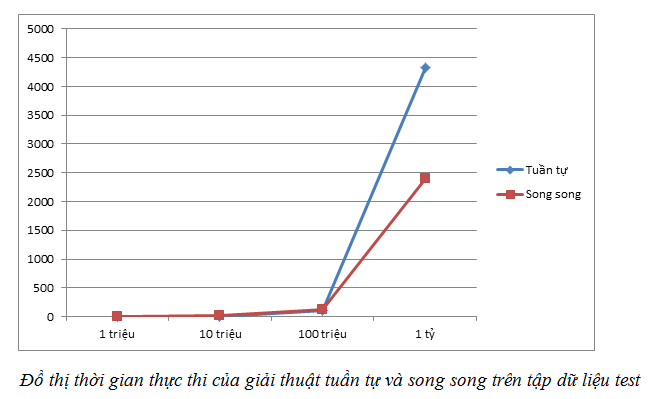 5000
4500
4000
3500
3000
2500
2000
1500
1000
500
0
1 triệu 10 triệu 100 triệu 1 tỷ
Tuần tự
Song song
Đồ thị thời gian thực thi của giải thuật tuần tự và song song trên tập dữ liệu test